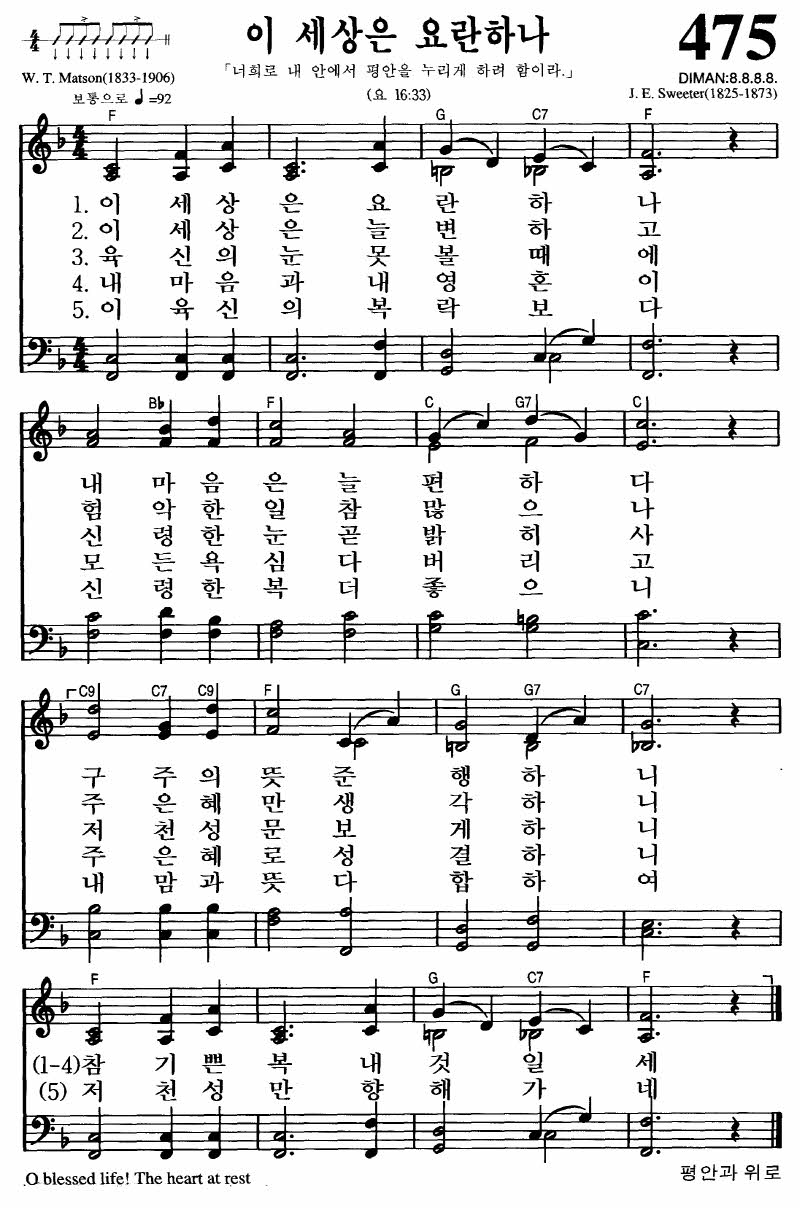 이 세상은 요란하나
475
「너희로 내 안에서 평안을 누리게 하려 함이라.」
W. T. Matson(1833-1906)
DIMAN:8.8.8.8.
보통으로 ♩=92
(요 16:33)
J. E. Sweeter(1825-1873)
F G C7 F
1. 이 세 상 은 요 란 하 나
2. 이 세 상 은 늘 변 하 고
3. 육 신 의 눈 못 볼 때 에
4. 내 마 음 과 내 영 혼 이
5. 이 육 신 의 복 락 보 다
B♭ F C G7 C
내 마 음 은 늘 편 하 다
험 악 한 일 참 많 으 나
신 령 한 눈 곧 밝 히 사
모 든 욕 심 다 버 리 고
신 령 한 복 더 좋 으 니
C9 C7 C9 F G G7 C7
구 주 의 뜻 준 행 하 니
주 은 혜 만 생 각 하 니
저 천 성 문 보 게 하 니
주 은 혜 로 성 결 하 니
내 맘 과 뜻 다 합 하 여
F G C7 F
(1-4)참 기 쁜 복 내 것 일 세
(5) 저 천 성 만 향 해 가 네
O blessed life! The heart at rest
평안과 위로